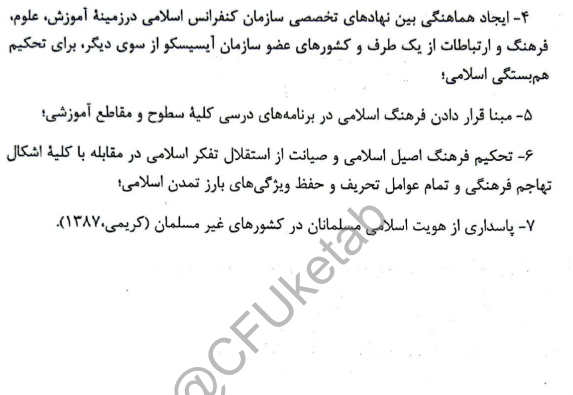 ۴- ایجاد هماهنگی بین نهادهای تخصصی سازمان کنفرانس اسلامی درزمینهٔ آموزش، علوم،
فرهنگ و ارتباطات از یک طرف و کشورهای عضو سازمان آیسیسکو از سوی دیگر، برای تحکیم
هم‌بستگی اسلامی؛
۵- مبنا قرار دادن فرهنگ اسلامی در برنامه‌های درسی کلیهٔ سطوح و مقاطع آموزشی؛
۶- تحکیم فرهنگ اصیل اسلامی و صیانت از استقلال تفکر اسلامی در مقابله با کلیهٔ اشکال
تهاجم فرهنگی و تمام عوامل تحریف و حفظ ویژگی‌های بارز تمدن اسلامی؛
۷- پاسداری از هویت اسلامی مسلمانان در کشورهای غیر مسلمان (کریمی،۱۳۸۷).
@CFUKetab